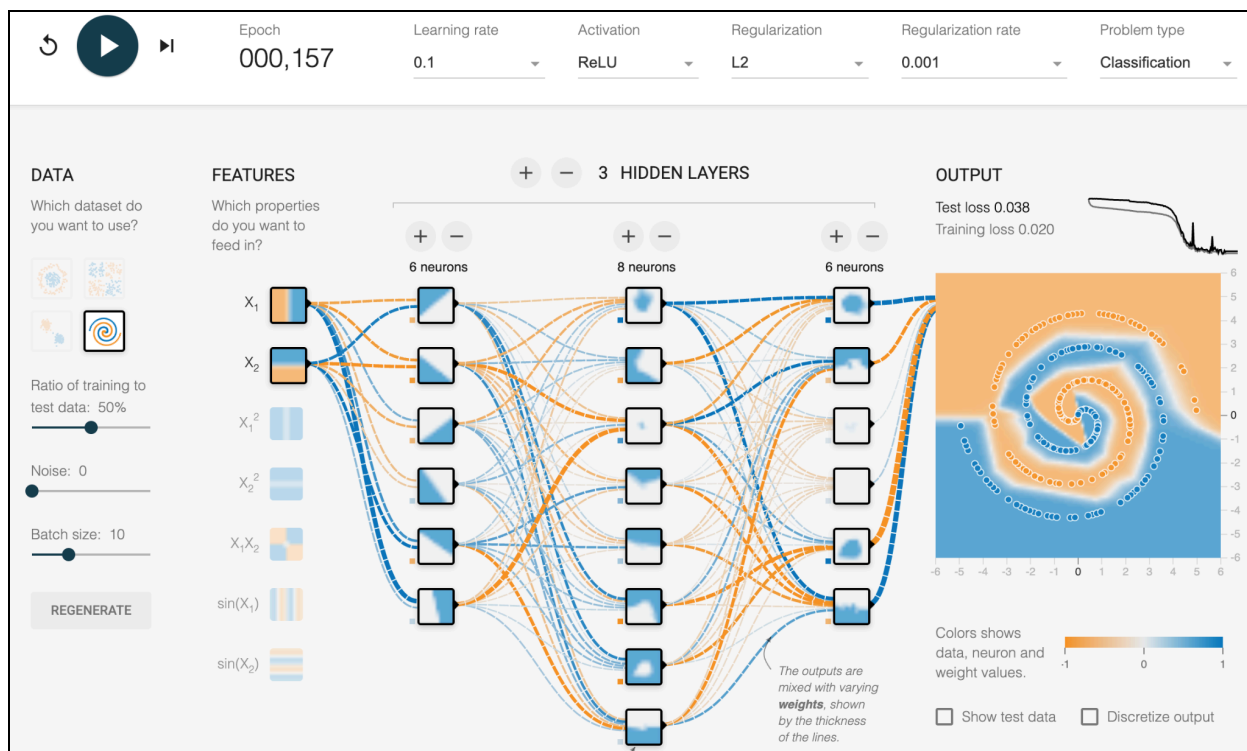 Epoch
000,157
Learning rate
0.1
Activation
ReLU
Regularization
L2
Regularization rate
0.001
Problem type
Classification
DATA
Which dataset do
you want to use?
Ratio of training to
test data: 50%
Noise: 0
Batch size: 10
REGENERATE
FEATURES
Which properties
do you want to
feed in?
X₁
X₂
X₁²
X₂²
X₁X₂
sin(X₁)
sin(X₂)
+ − 3 HIDDEN LAYERS
+ −
6 neurons
+ −
8 neurons
+ −
6 neurons
The outputs are
mixed with varying
weights, shown
by the thickness
of the lines.
OUTPUT
Test loss 0.038
Training loss 0.020
6
5
4
3
2
1
0
-1
-2
-3
-4
-5
-6
-6 -5 -4 -3 -2 -1 0 1 2 3 4 5 6
Colors shows
data, neuron and
weight values.
-1 0 1
Show test data
Discretize output